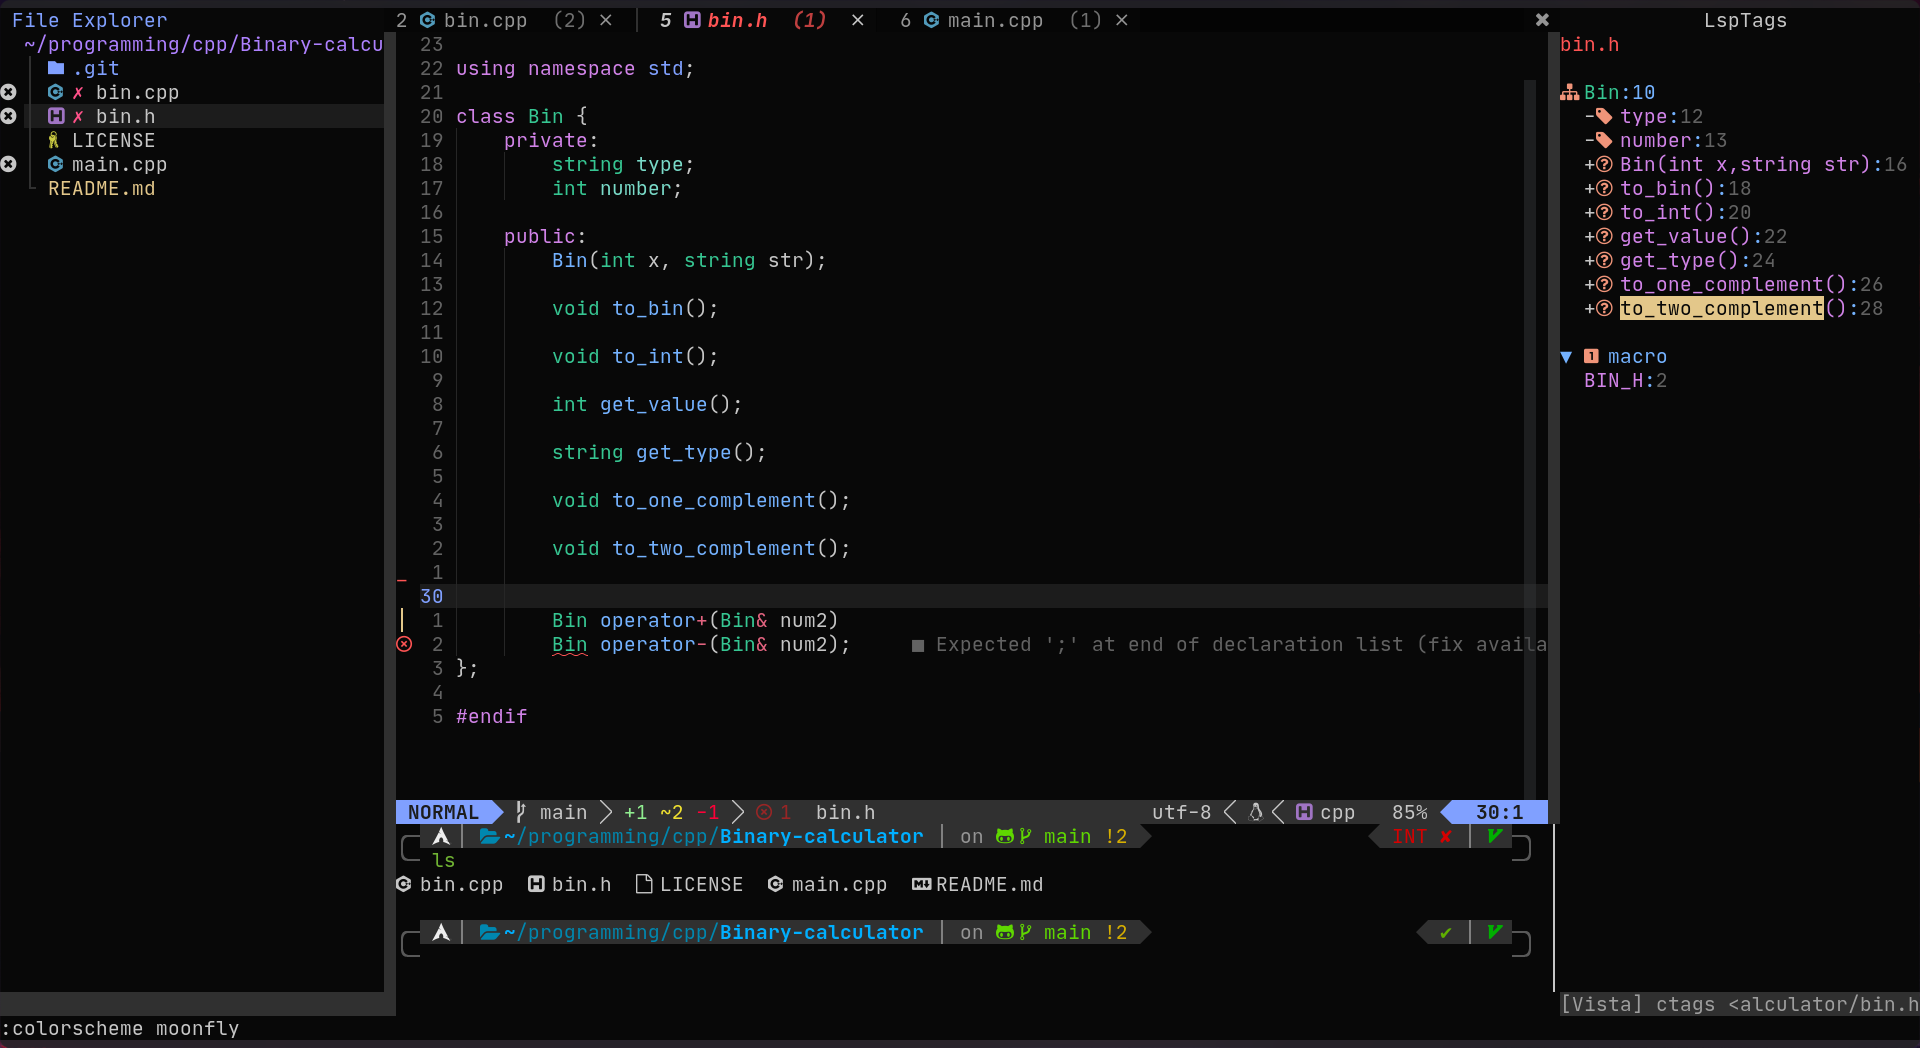 File Explorer
~/programming/cpp/Binary-calcu
.git
✗ bin.cpp
✗ bin.h
LICENSE
main.cpp
README.md
2 bin.cpp (2) × 5 bin.h (1) × 6 main.cpp (1) ×
23
22 using namespace std;
21
20 class Bin {
19 private:
18 string type;
17 int number;
16
15 public:
14 Bin(int x, string str);
13
12 void to_bin();
11
10 void to_int();
9
8 int get_value();
7
6 string get_type();
5
4 void to_one_complement();
3
2 void to_two_complement();
1
30
1 Bin operator+(Bin& num2)
2 Bin operator-(Bin& num2); ■ Expected ';' at end of declaration list (fix availa
3 };
4
5 #endif
NORMAL main +1 ~2 -1 1 bin.h utf-8 cpp 85% 30:1
~/programming/cpp/Binary-calculator on main !2 INT ✘
ls
bin.cpp bin.h LICENSE main.cpp README.md
~/programming/cpp/Binary-calculator on main !2 ✔
LspTags
bin.h
Bin:10
-type:12
-number:13
+Bin(int x,string str):16
+to_bin():18
+to_int():20
+get_value():22
+get_type():24
+to_one_complement():26
+to_two_complement():28
▼ 1 macro
BIN_H:2
[Vista] ctags <alculator/bin.h
:colorscheme moonfly